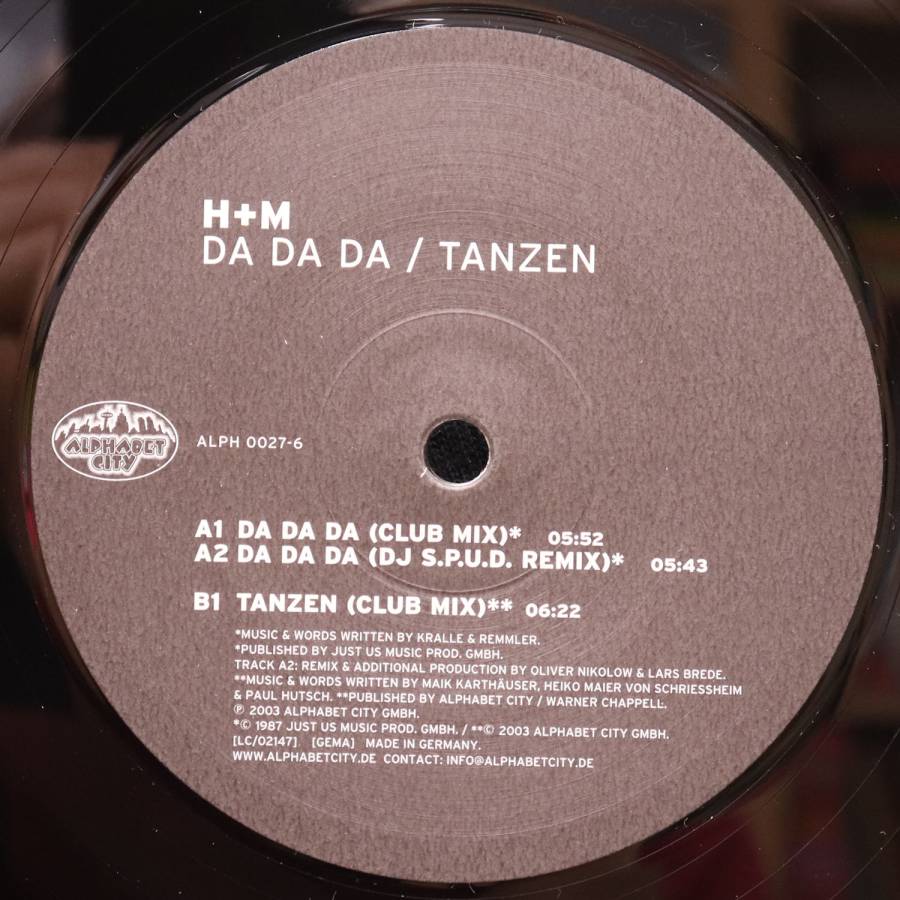 H+M
DA DA DA / TANZEN
ALPHABET
CITY
ALPH 0027-6
A1 DA DA DA (CLUB MIX)* 05:52
A2 DA DA DA (DJ S.P.U.D. REMIX)* 05:43
B1 TANZEN (CLUB MIX)** 06:22
*MUSIC & WORDS WRITTEN BY KRALLE & REMMLER.
*PUBLISHED BY JUST US MUSIC PROD. GMBH.
TRACK A2: REMIX & ADDITIONAL PRODUCTION BY OLIVER NIKOLOW & LARS BREDE.
**MUSIC & WORDS WRITTEN BY MAIK KARTHÄUSER, HEIKO MAIER VON SCHRIESSHEIM
& PAUL HUTSCH. **PUBLISHED BY ALPHABET CITY / WARNER CHAPPELL.
℗ 2003 ALPHABET CITY GMBH.
*© 1987 JUST US MUSIC PROD. GMBH. / **© 2003 ALPHABET CITY GMBH.
[LC/02147] [GEMA] MADE IN GERMANY.
WWW.ALPHABETCITY.DE CONTACT: INFO@ALPHABETCITY.DE